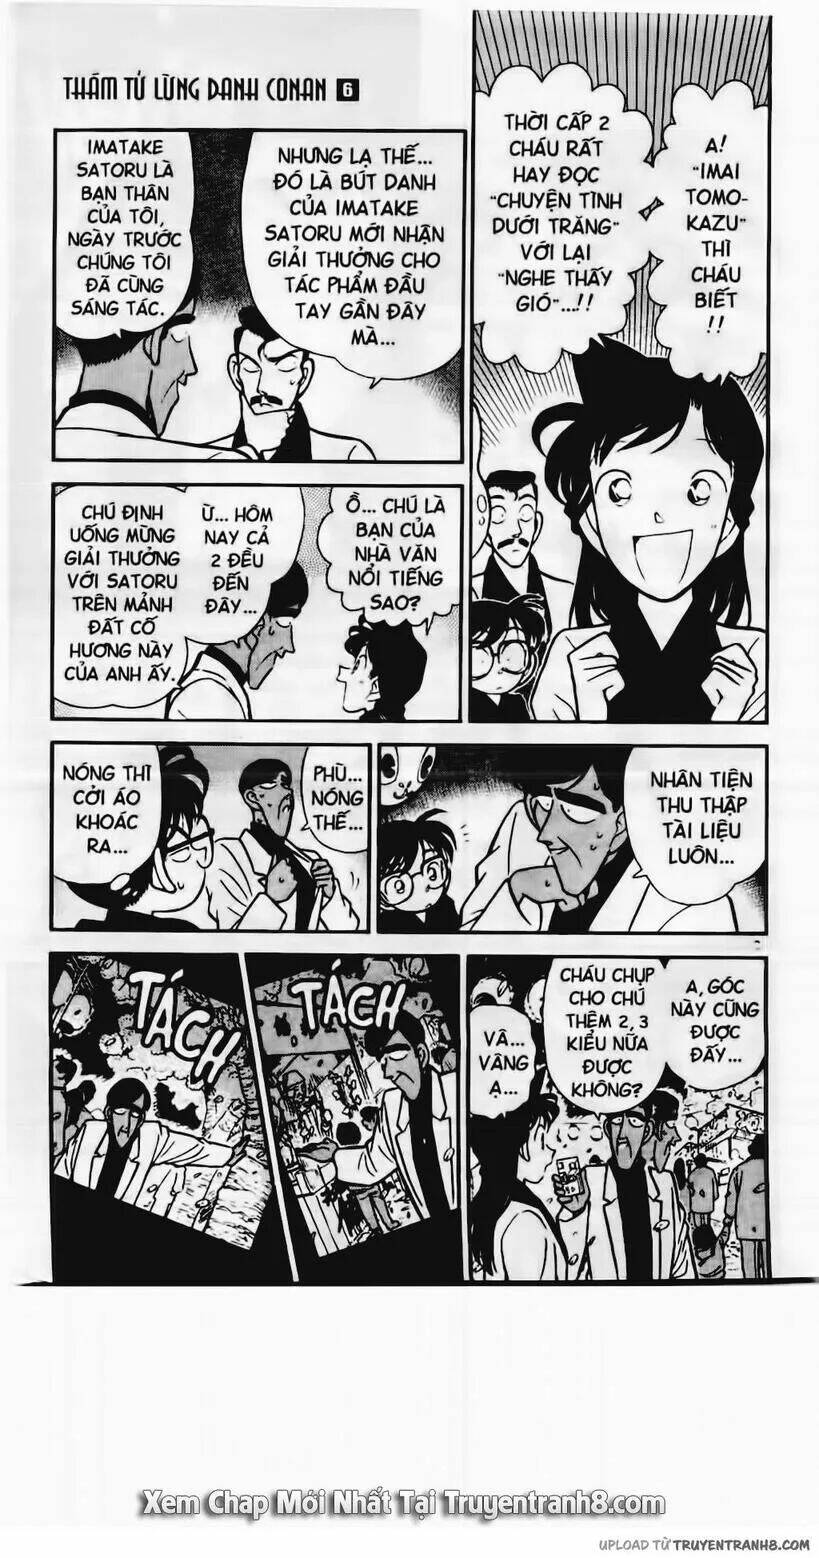 THÁM TỬ LỪNG DANH CONAN 6
A!
"IMAI
TOMO-
KAZU"
THÌ
CHÁU
BIẾT
!!
THỜI CẤP 2
CHÁU RẤT
HAY ĐỌC
"CHUYỆN TÌNH
DƯỚI TRĂNG"
VỚI LẠI
"NGHE THẤY
GIÓ"...!!
NHƯNG LẠ THẾ...
ĐÓ LÀ BÚT DANH
CỦA IMATAKE
SATORU MỚI NHẬN
GIẢI THƯỞNG CHO
TÁC PHẨM ĐẦU
TAY GẦN ĐÂY
MÀ...
IMATAKE
SATORU LÀ
BẠN THÂN
CỦA TÔI,
NGÀY TRƯỚC
CHÚNG TÔI
ĐÃ CÙNG
SÁNG TÁC.
Ồ... CHÚ LÀ
BẠN CỦA
NHÀ VĂN
NỔI TIẾNG
SAO?
Ừ... HÔM
NAY CẢ
2 ĐỀU
ĐẾN
ĐÂY...
CHÚ ĐỊNH
UỐNG MỪNG
GIẢI THƯỞNG
VỚI SATORU
TRÊN MẢNH
ĐẤT CỐ
HƯƠNG NÀY
CỦA ANH ẤY.
NHÂN TIỆN
THU THẬP
TÀI LIỆU
LUÔN...
PHÙ...
NÓNG
THẾ...
NÓNG THÌ
CỞI ÁO
KHOÁC
RA...
A, GÓC
NÀY CŨNG
ĐƯỢC
ĐẤY...
CHÁU CHỤP
CHO CHÚ
THÊM 2, 3
KIỂU NỮA
ĐƯỢC
KHÔNG?
VÂ...
VÂNG
Ạ...
TÁCH
TÁCH
Xem Chap Mới Nhất Tại Truyentranh8.com
UPLOAD TỪ TRUYENTRANH8.COM